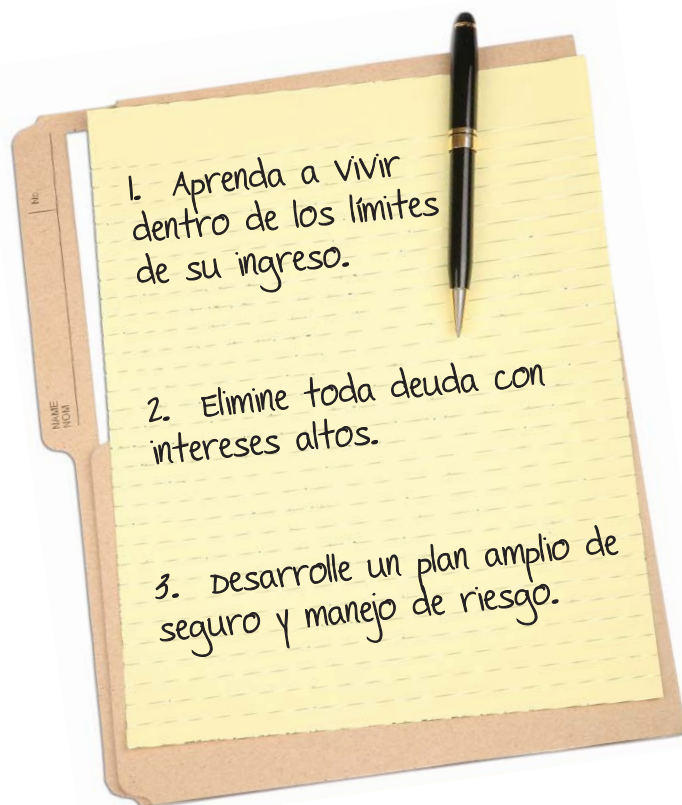 No.
NAME
NOM
1. Aprenda a vivir
dentro de los límites
de su ingreso.
2. Elimine toda deuda con
intereses altos.
3. Desarrolle un plan amplio de
seguro y manejo de riesgo.